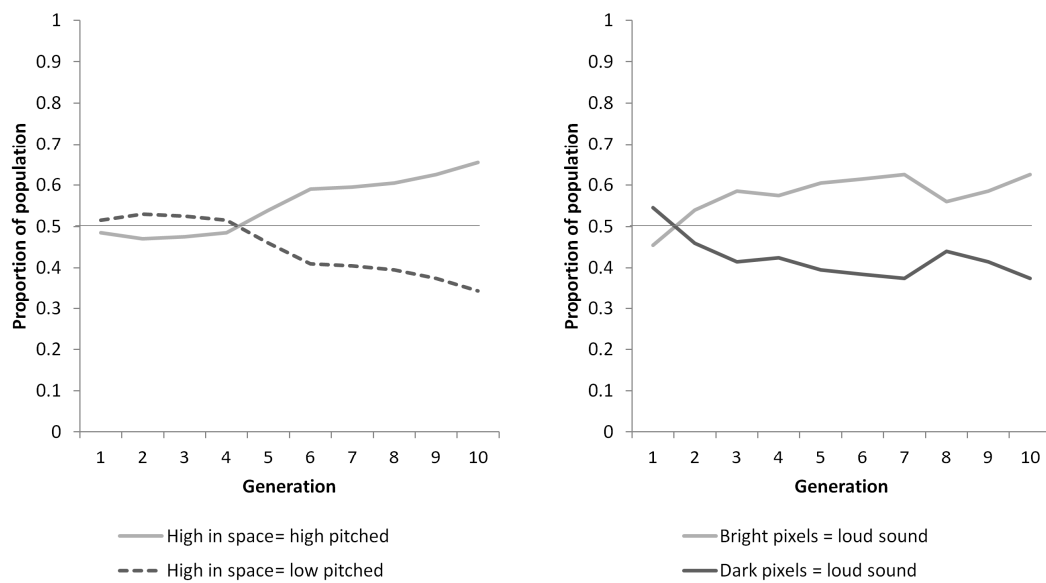 1
0.9
0.8
0.7
0.6
0.5
0.4
0.3
0.2
0.1
0
Proportion of population
1 2 3 4 5 6 7 8 9 10
Generation
High in space= high pitched
High in space= low pitched
1
0.9
0.8
0.7
0.6
0.5
0.4
0.3
0.2
0.1
0
Proportion of population
1 2 3 4 5 6 7 8 9 10
Generation
Bright pixels = loud sound
Dark pixels = loud sound